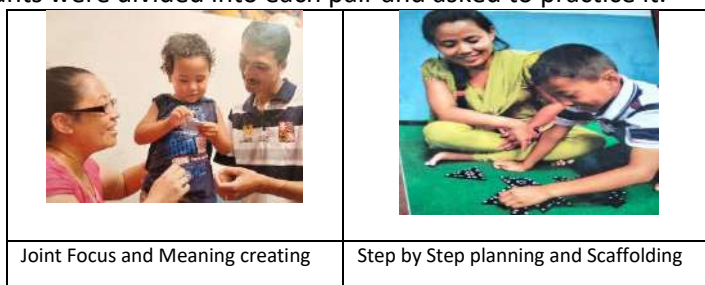 were divided into each pair and asked to practice it.
Joint Focus and Meaning creating
Step by Step planning and Scaffolding